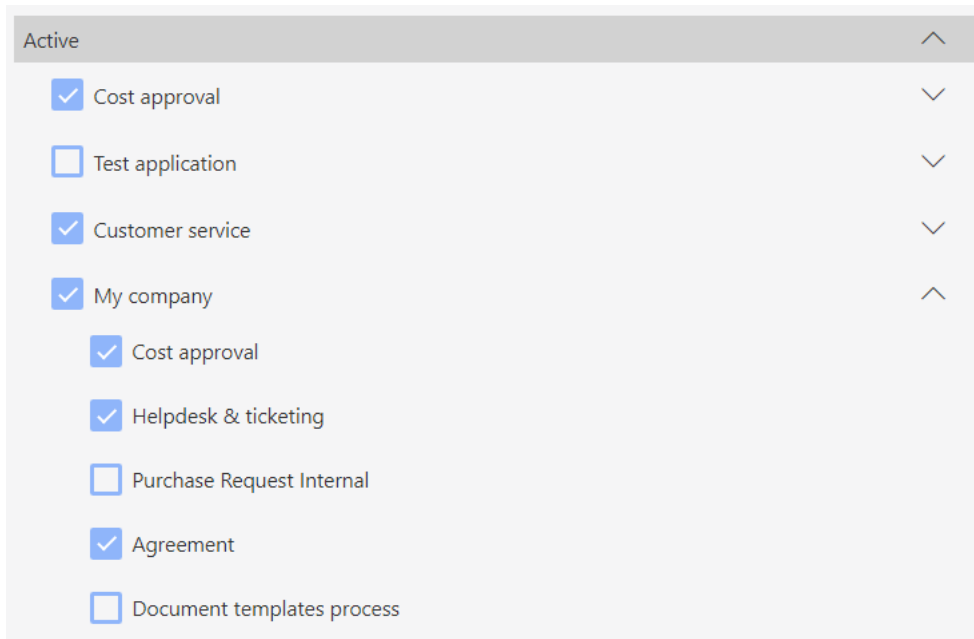 Active
Cost approval
Test application
Customer service
My company
Cost approval
Helpdesk & ticketing
Purchase Request Internal
Agreement
Document templates process